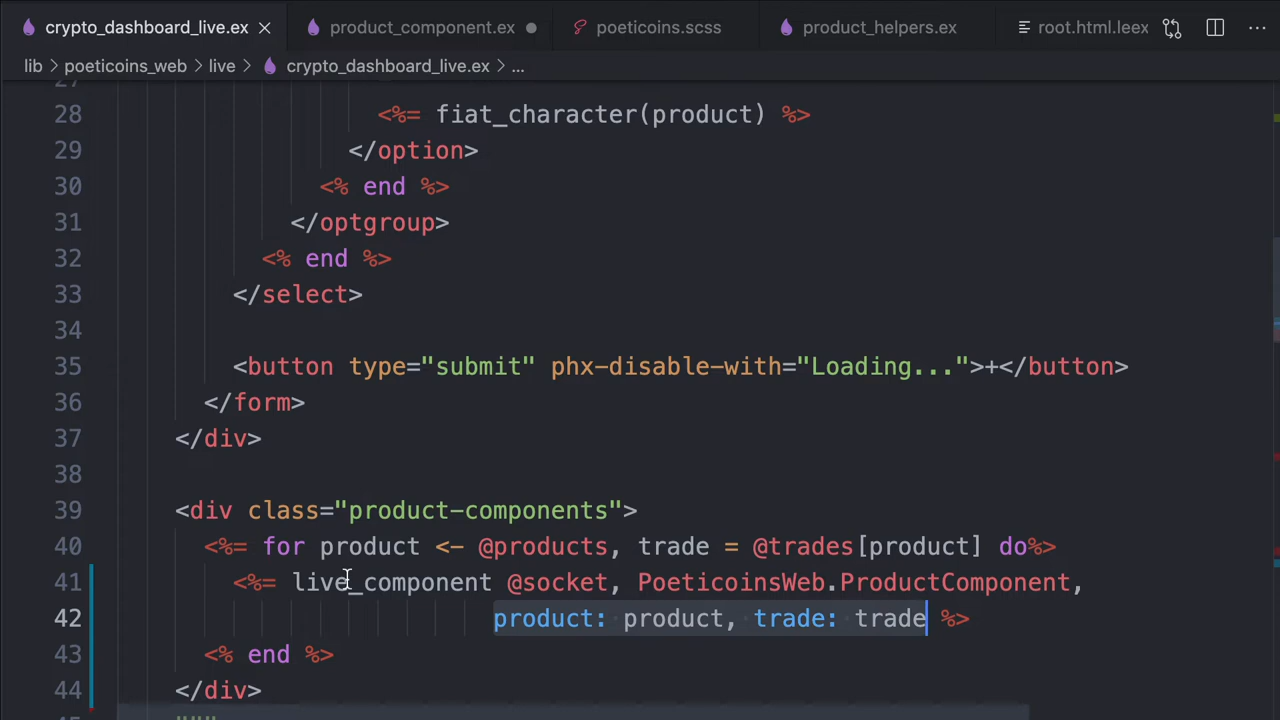 crypto_dashboard_live.ex product_component.ex poeticoins.scss product_helpers.ex root.html.leex
lib > poeticoins_web > live > crypto_dashboard_live.ex > ...
27
28 <%= fiat_character(product) %>
29 </option>
30 <% end %>
31 </optgroup>
32 <% end %>
33 </select>
34
35 <button type="submit" phx-disable-with="Loading...">+</button>
36 </form>
37 </div>
38
39 <div class="product-components">
40 <%= for product <- @products, trade = @trades[product] do%>
41 <%= live_component @socket, PoeticoinsWeb.ProductComponent,
42 product: product, trade: trade %>
43 <% end %>
44 </div>
45 """